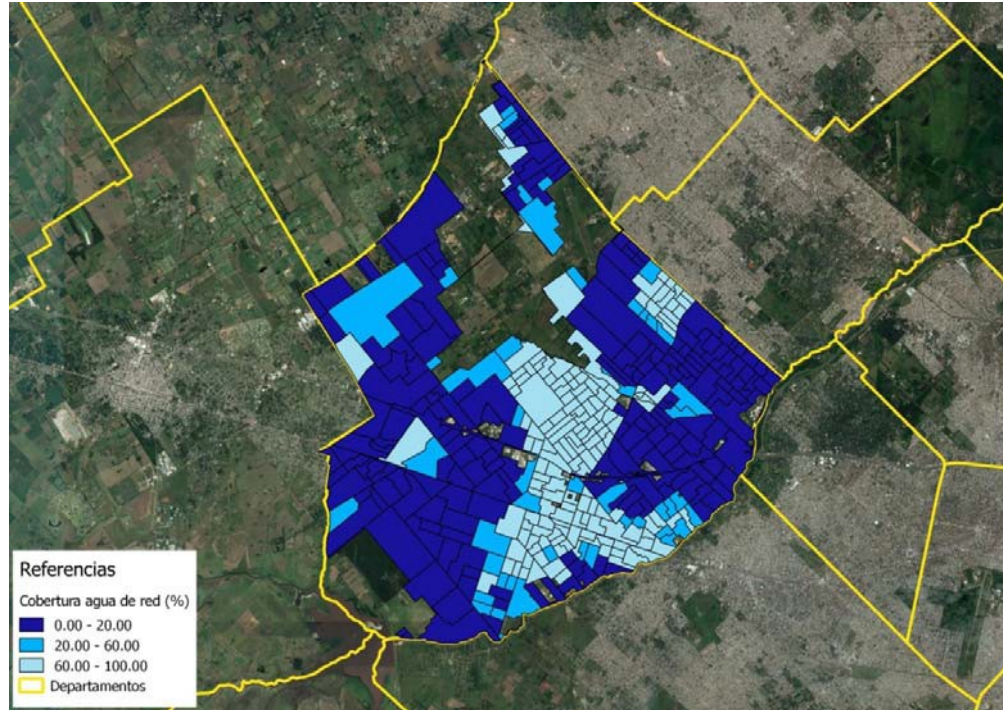 Referencias
Cobertura agua de red (%)
0.00 - 20.00
20.00 - 60.00
60.00 - 100.00
Departamentos